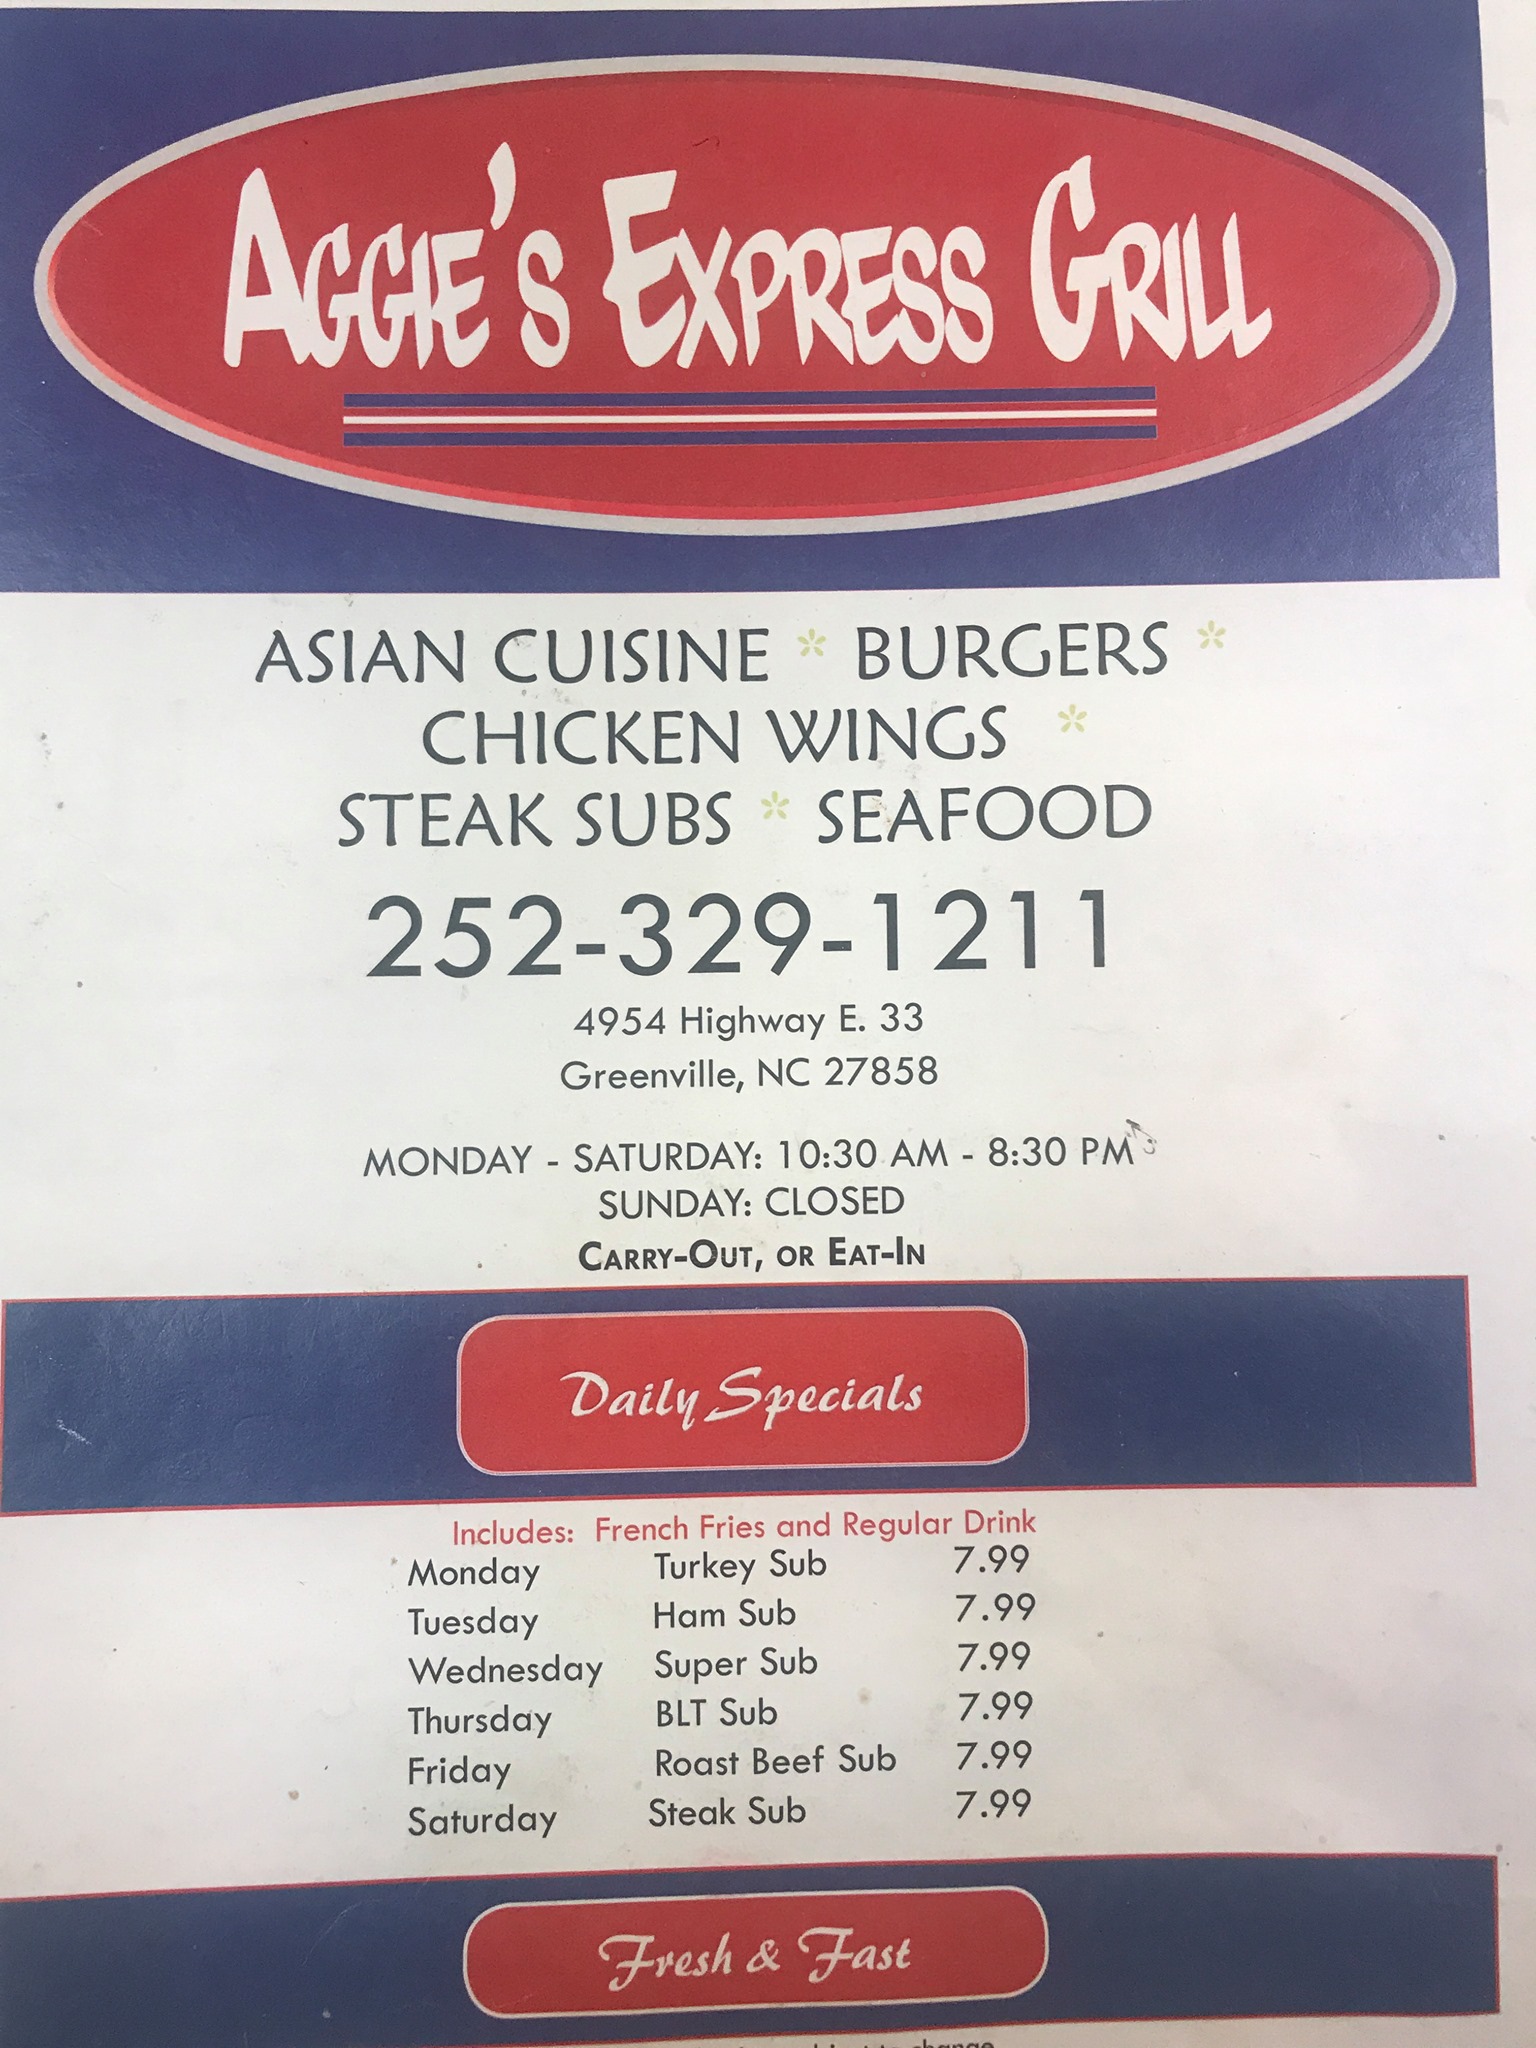 AGGIE'S EXPRESS GRILL
ASIAN CUISINE * BURGERS *
CHICKEN WINGS *
STEAK SUBS * SEAFOOD
252-329-1211
4954 Highway E. 33
Greenville, NC 27858
MONDAY - SATURDAY: 10:30 AM - 8:30 PM
SUNDAY: CLOSED
CARRY-OUT, OR EAT-IN
Daily Specials
Includes: French Fries and Regular Drink
Monday Turkey Sub 7.99
Tuesday Ham Sub 7.99
Wednesday Super Sub 7.99
Thursday BLT Sub 7.99
Friday Roast Beef Sub 7.99
Saturday Steak Sub 7.99
Fresh & Fast
to change